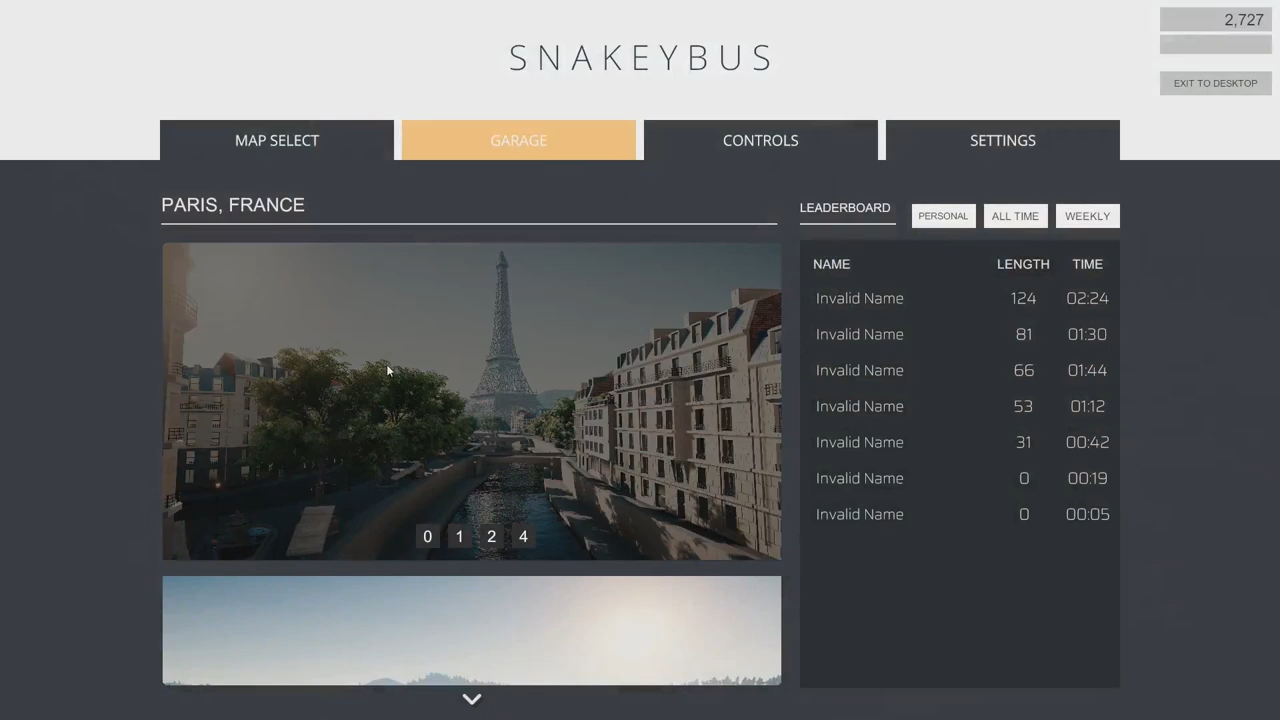 2,727
SNAKEYBUS
EXIT TO DESKTOP
MAP SELECT GARAGE CONTROLS SETTINGS
PARIS, FRANCE
0 1 2 4
LEADERBOARD PERSONAL ALL TIME WEEKLY
NAME LENGTH TIME
Invalid Name 124 02:24
Invalid Name 81 01:30
Invalid Name 66 01:44
Invalid Name 53 01:12
Invalid Name 31 00:42
Invalid Name 0 00:19
Invalid Name 0 00:05